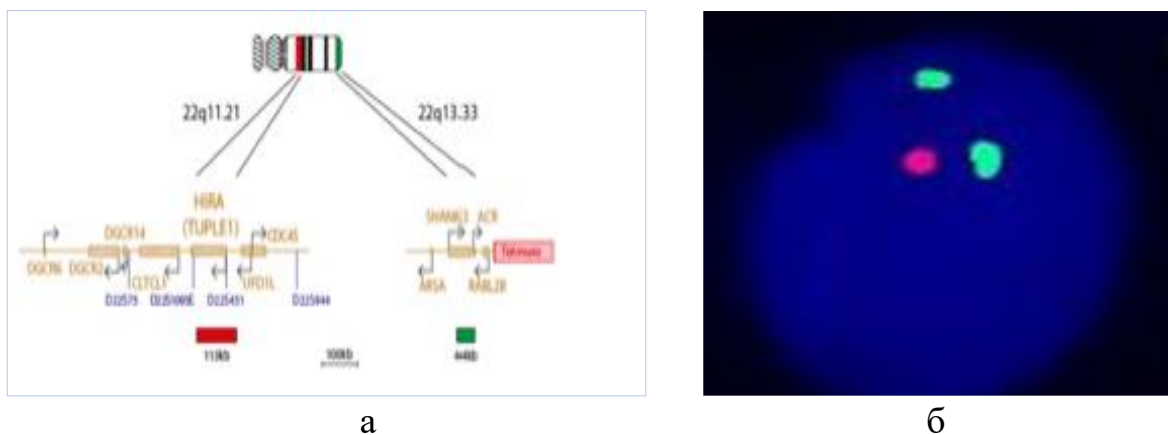 22q11.21
22q13.33
HIRA
(TUPLE1)
SHANK3
ACR
DGCR14
CDC45
Telomere
DGCR6
DGCR2
CLTCL1
UFD1L
ARSA
RABL2B
D22S75
D22S1089E
D22S451
D22S944
113kb
100kb
44kb
а
б